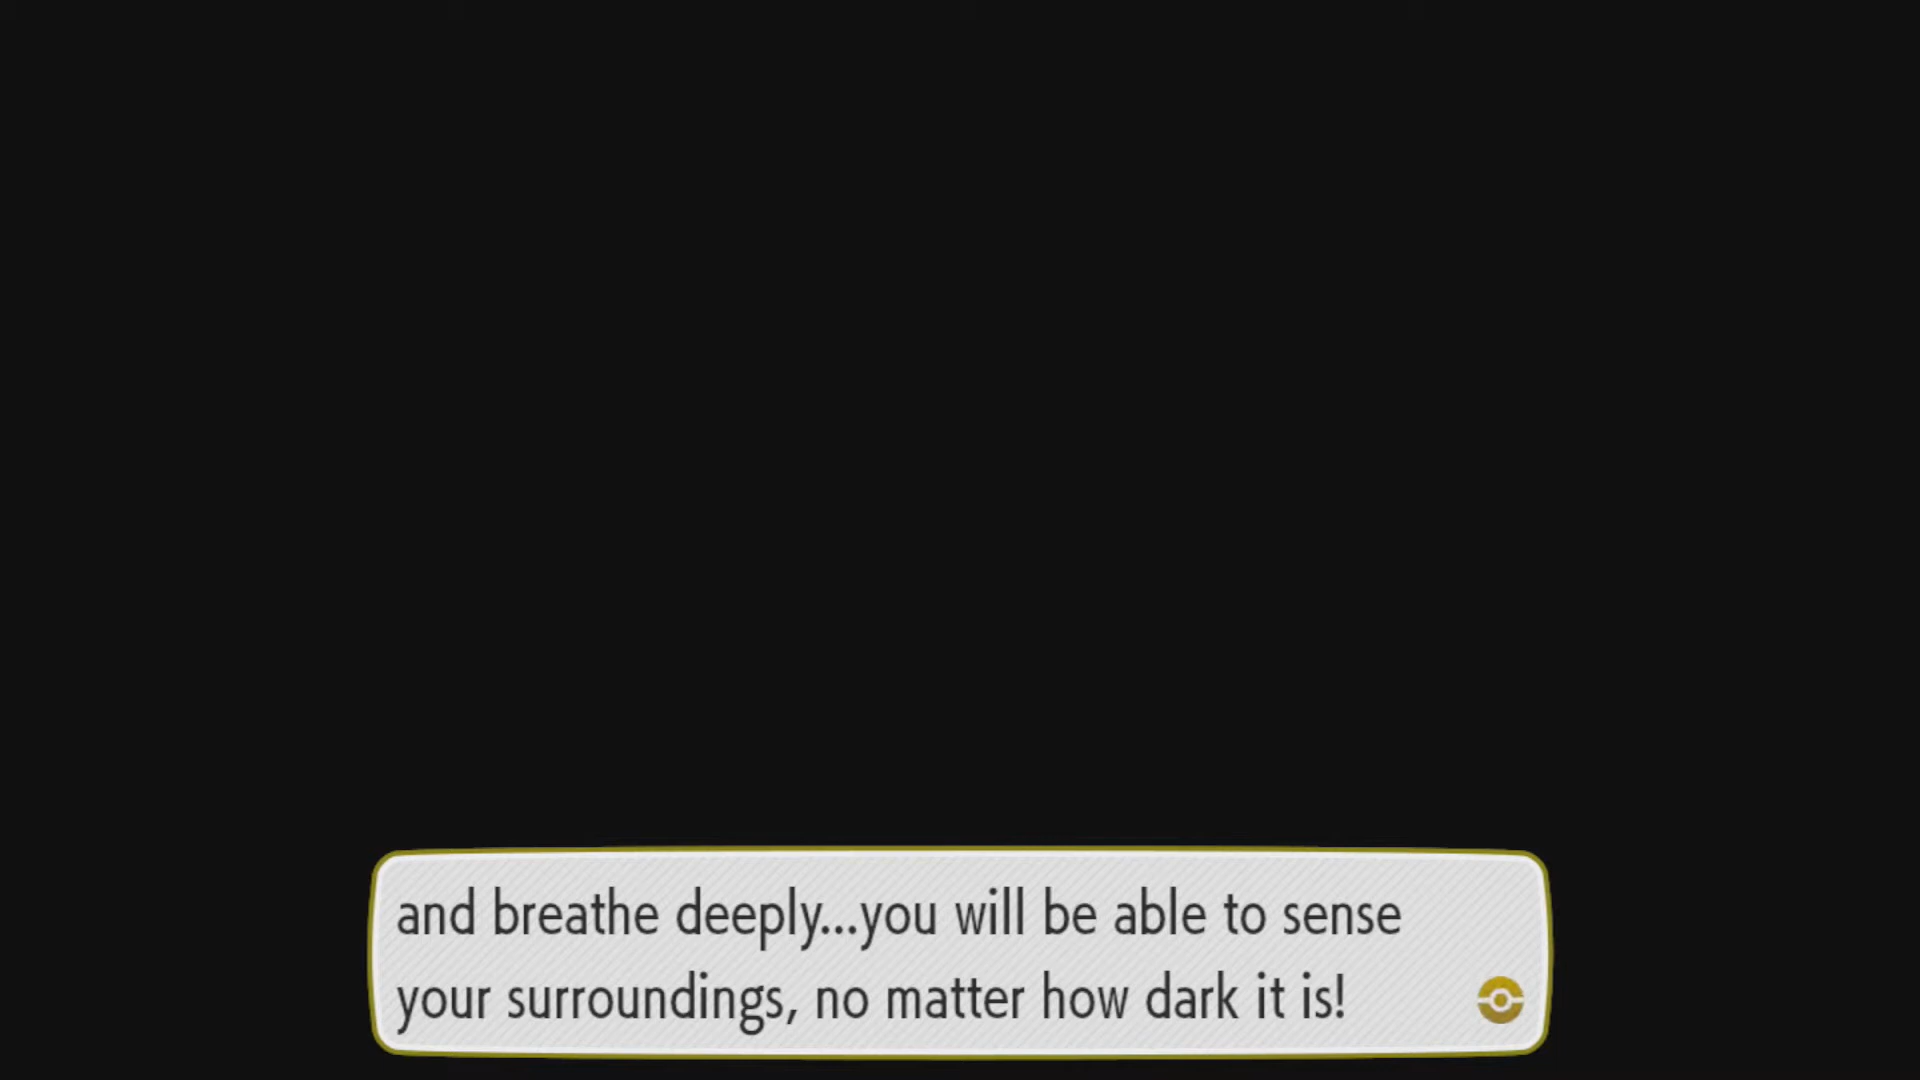 and breathe deeply...you will be able to sense
your surroundings, no matter how dark it is!